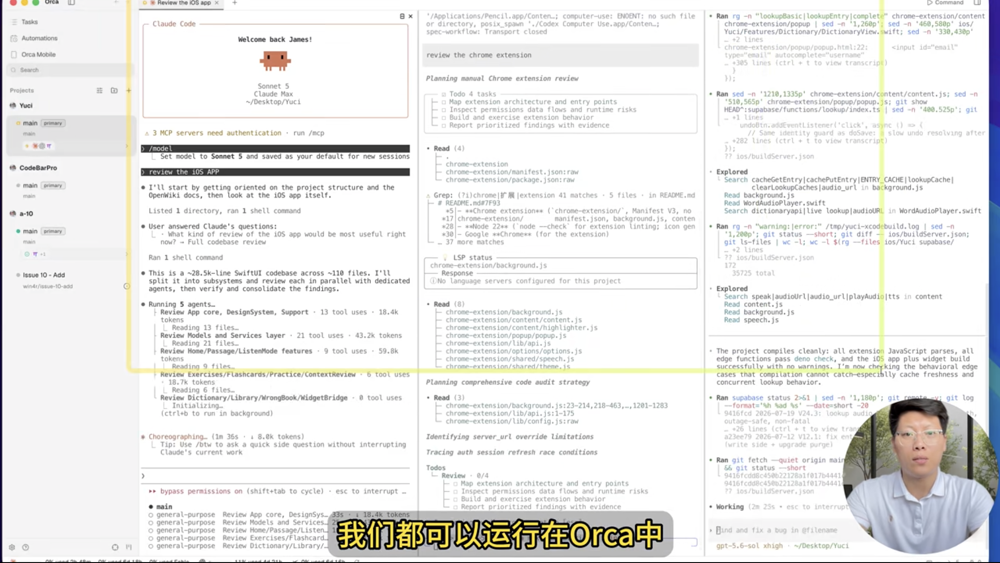 Orca
Review the iOS app
Command
Tasks
Automations
Orca Mobile
Search
Projects
Yuci
main primary
main
CodeBarPro
main primary
main
a-10
main primary
main
+1
Issue 10 - Add
win4r/issue-10-add
Claude Code
Welcome back James!
Sonnet 5
Claude Max
~/Desktop/Yuci
⚠ 3 MCP servers need authentication · run /mcp
❯ /model
Set model to Sonnet 5 and saved as your default for new sessions
❯ review the iOS APP
● I'll start by getting oriented on the project structure and the
OpenWiki docs, then look at the iOS app itself.
Listed 1 directory, ran 1 shell command
● User answered Claude's questions:
· What kind of review of the iOS app would be most useful right
now? → Full codebase review
Ran 1 shell command
● This is a ~28.5k-line SwiftUI codebase across ~110 files. I'll
split it into subsystems and review each in parallel with dedicated
agents, then verify and consolidate the findings.
● Running 5 agents…
Review App core, DesignSystem, Support · 13 tool uses · 18.4k
tokens
Reading 13 files…
Review Models and Services layer · 21 tool uses · 43.2k tokens
Reading 21 files…
Review Home/Passage/ListenMode features · 9 tool uses · 59.8k
tokens
Reading 9 files…
Review Exercises/Flashcards/Practice/ContextReview · 6 tool uses
· 18.7k tokens
Reading 6 files…
Review Dictionary/Library/WrongBook/WidgetBridge · 0 tool uses
Initializing…
(ctrl+b to run in background)
Choreographing… (1m 36s · ↓ 8.0k tokens)
Tip: Use /btw to ask a quick side question without interrupting
Claude's current work
❯
bypass permissions on (shift+tab to cycle) · esc to interrupt …
● main
○ general-purpose Review App core, DesignSys… 33s · ↓ 18.4k tokens
○ general-purpose Review Models and Services…
○ general-purpose Review Home/Passage/Listen…
○ general-purpose Review Exercises/Flashcard…
○ general-purpose Review Dictionary/Library/…
'/Applications/Pencil.app/Conten…; computer-use: ENOENT: no such file
or directory, posix_spawn './Codex Computer Use.app/Conten…;
spec-workflow: Transport closed
review the chrome extension
Planning manual Chrome extension review
Todo 4 tasks
Map extension architecture and entry points
Inspect permissions data flows and runtime risks
Build and exercise extension behavior
Report prioritized findings with evidence
• Read (4)
.
chrome-extension
chrome-extension/manifest.json:raw
chrome-extension/package.json:raw
⚠ Grep: (?i)chrome|扩展|extension 41 matches · 5 files · in README.md
# README.md#7F93
*5|- **Chrome extension** (`chrome-extension/`, Manifest V3, no
*17|chrome-extension/ manifest.json, background.js, conten
*28|- **Node 22** (`node --check` for extension linting; icon gen
*30|- Google **Chrome** (for the extension)
… 37 more matches
LSP status
chrome-extension/background.js
Response
ⓘNo language servers configured for this project
• Read (8)
chrome-extension/background.js
chrome-extension/content/content.js
chrome-extension/content/highlighter.js
chrome-extension/popup/popup.js
chrome-extension/lib/api.js
chrome-extension/options/options.js
chrome-extension/shared/speech.js
chrome-extension/shared/theme.js
Planning comprehensive code audit strategy
• Read (3)
chrome-extension/background.js:23-214,218-463,…,1201-1283
chrome-extension/lib/api.js:1-175
chrome-extension/lib/config.js:raw
Identifying server_url override limitations
Tracing auth session refresh race conditions
Todos
Review · 0/4
Map extension architecture and entry points
Inspect permissions data flows and runtime risks
Build and exercise extension behavior
Report prioritized findings with evidence
• Ran rg -n "lookupBasic|lookupEntry|complete" chrome-extension/content
chrome-extension/popup | sed -n '1,260p'; sed -n '460,580p' ios/
Yuci/Features/Dictionary/DictionaryView.swift; sed -n '330,430p'
… +2 lines
chrome-extension/popup/popup.html:22: <input id="email"
type="email" autocomplete="username"
… +305 lines (ctrl + t to view transcript)
}
});
• Ran sed -n '1210,1335p' chrome-extension/content/content.js; sed -n
'510,565p' chrome-extension/popup/popup.js; git show
HEAD^:supabase/functions/lookup/index.ts | sed -n '400.525p'; git
… +1 lines
undoBtn.addEventListener('click', async () => {
// Same identity guard as doSave: a slow undo resolving after
… +282 lines (ctrl + t to view transcript)
});
?? ios/buildServer.json
• Explored
Search cacheGetEntry|cachePutEntry|ENTRY_CACHE|lookupCache|
clearLookupCaches|audio_url in background.js
Read background.js
Read WordAudioPlayer.swift
Search dictionaryapi|live lookup|audioURL in WordAudioPlayer.swift
• Ran rg -n "warning:|error:" /tmp/yuci-xcodebuild.log | sed -n
'1,200p'; git status --short; git diff -- ios/buildServer.json;
git ls-files | wc -l; wc -l $(rg --files ios/Yuci supabase/
… +2 lines
?? ios/buildServer.json
172
35725 total
• Explored
Search speak|audioUrl|audio_url|playAudio|tts in content
Read content.js
Read background.js
Read speech.js
• The project compiles cleanly: all extension JavaScript parses, all
edge functions pass deno check, and the iOS app plus widget build
successfully with no warnings. I'm now checking the behavioral edge
cases that compilation cannot catch—especially cache freshness and
concurrent lookup behavior.
• Ran supabase status 2>&1 | sed -n '1,180p'; git remote -v; git log
--format='%h %ad %s' --date=short -20
9416fcd 2026-07-19 V24.3: lookup audio
outage-safe, non-fatal
… +26 lines (ctrl + t to view tran
a23ee79 2026-07-12 V12.1: fix ent
(write side + upgrade purge)
• Ran git fetch --quiet origin main
&& git status --short
9416fcdd8c450b22128a1f017b4441
9416fcdd8c450b22128a1f017b4441
?? ios/buildServer.json
• Working (2m 23s • esc to interrupt
› Find and fix a bug in @filename
gpt-5.6-sol xhigh · ~/Desktop/Yuci
我们都可以运行在Orca中